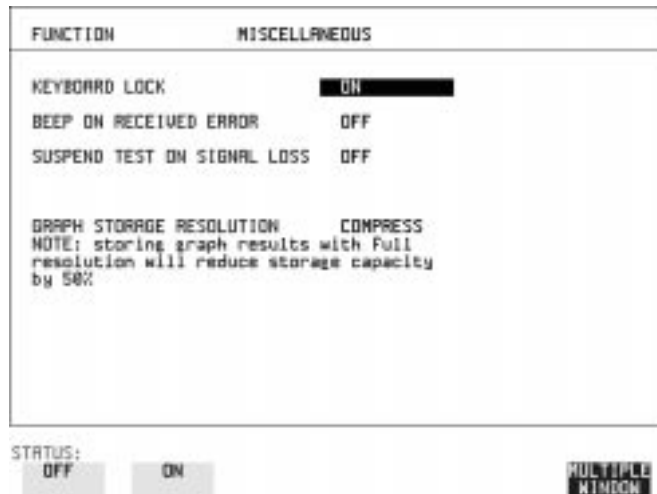 FUNCTION MISCELLANEOUS
KEYBOARD LOCK ON
BEEP ON RECEIVED ERROR OFF
SUSPEND TEST ON SIGNAL LOSS OFF
GRAPH STORAGE RESOLUTION COMPRESS
NOTE: storing graph results with Full
resolution will reduce storage capacity
by 50%
STATUS:
OFF ON MULTIPLE
WINDOW